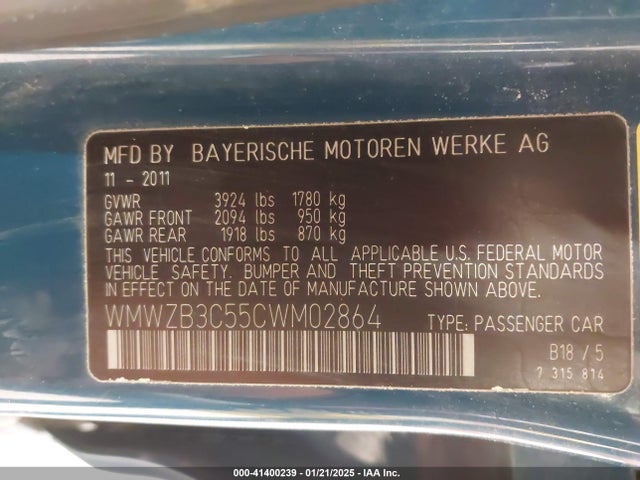 MFD BY BAYERISCHE MOTOREN WERKE AG
11 - 2011
GVWR 3924 lbs 1780 kg
GAWR FRONT 2094 lbs 950 kg
GAWR REAR 1918 lbs 870 kg
THIS VEHICLE CONFORMS TO ALL APPLICABLE U.S. FEDERAL MOTOR
VEHICLE SAFETY. BUMPER AND THEFT PREVENTION STANDARDS
IN EFFECT ON THE DATE OF MANUFACTURE SHOWN ABOVE.
WMWZB3C55CWM02864 TYPE: PASSENGER CAR
B18 / 5
7 315 814
000-41400239 - 01/21/2025 - IAA Inc.